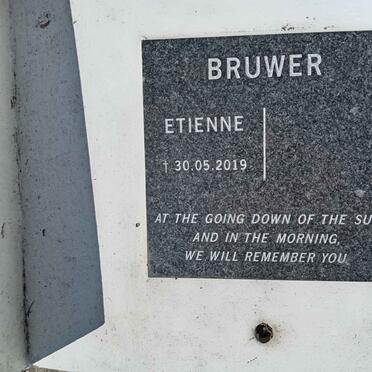 BRUWER
ETIENNE
† 30.05.2019
AT THE GOING DOWN OF THE SU
AND IN THE MORNING,
WE WILL REMEMBER YOU